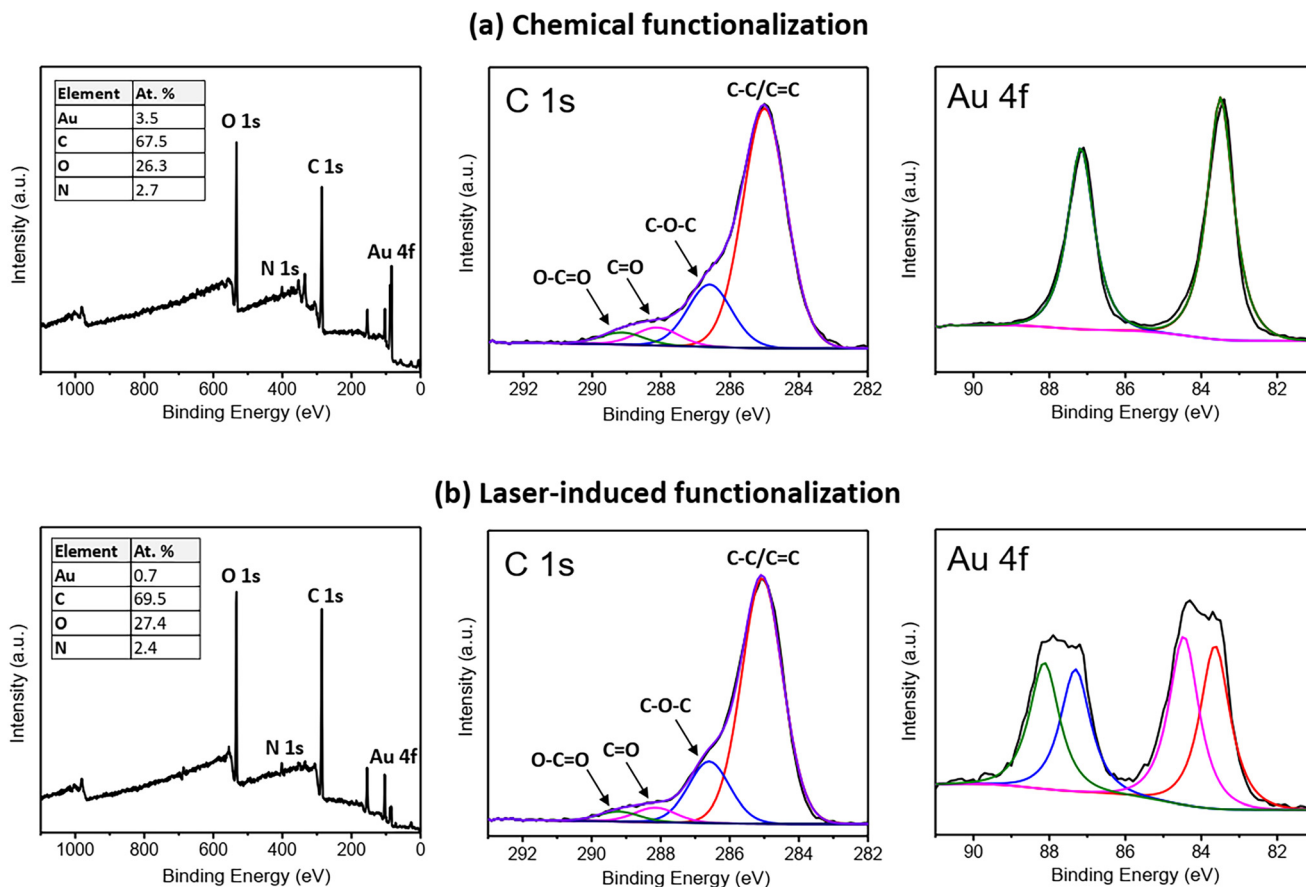 (a) Chemical functionalization
Element At. %
Au 3.5
C 67.5
O 26.3
N 2.7
O 1s
N 1s
C 1s
Au 4f
Intensity (a.u.)
1000 800 600 400 200 0
Binding Energy (eV)
C 1s
C-C/C=C
C-O-C
C=O
O-C=O
Intensity (a.u.)
292 290 288 286 284 282
Binding Energy (eV)
Au 4f
Intensity (a.u.)
90 88 86 84 82
Binding Energy (eV)
(b) Laser-induced functionalization
Element At. %
Au 0.7
C 69.5
O 27.4
N 2.4
O 1s
N 1s
C 1s
Au 4f
Intensity (a.u.)
1000 800 600 400 200 0
Binding Energy (eV)
C 1s
C-C/C=C
C-O-C
C=O
O-C=O
Intensity (a.u.)
292 290 288 286 284 282
Binding Energy (eV)
Au 4f
Intensity (a.u.)
90 88 86 84 82
Binding Energy (eV)